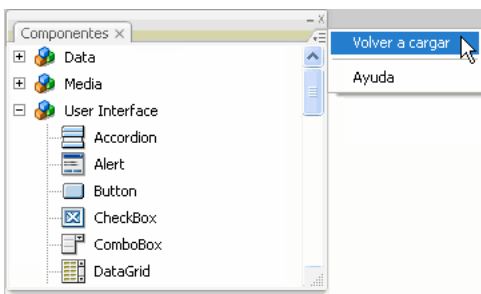 Componentes
Data
Media
User Interface
Accordion
Alert
Button
CheckBox
ComboBox
DataGrid
Volver a cargar
Ayuda